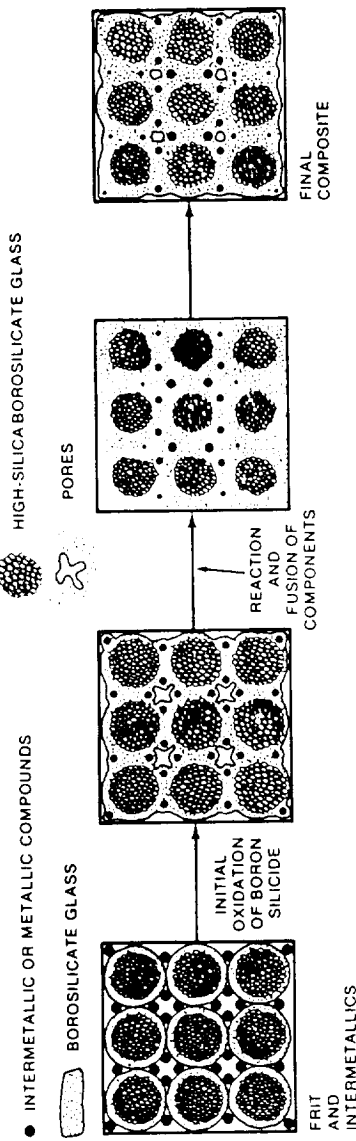 INTERMETALLIC OR METALLIC COMPOUNDS
HIGH-SILICA BOROSILICATE GLASS
BOROSILICATE GLASS
PORES
FRIT
AND
INTERMETALLICS
INITIAL
OXIDATION
OF BORON
SILICIDE
REACTION
AND
FUSION OF
COMPONENTS
FINAL
COMPOSITE